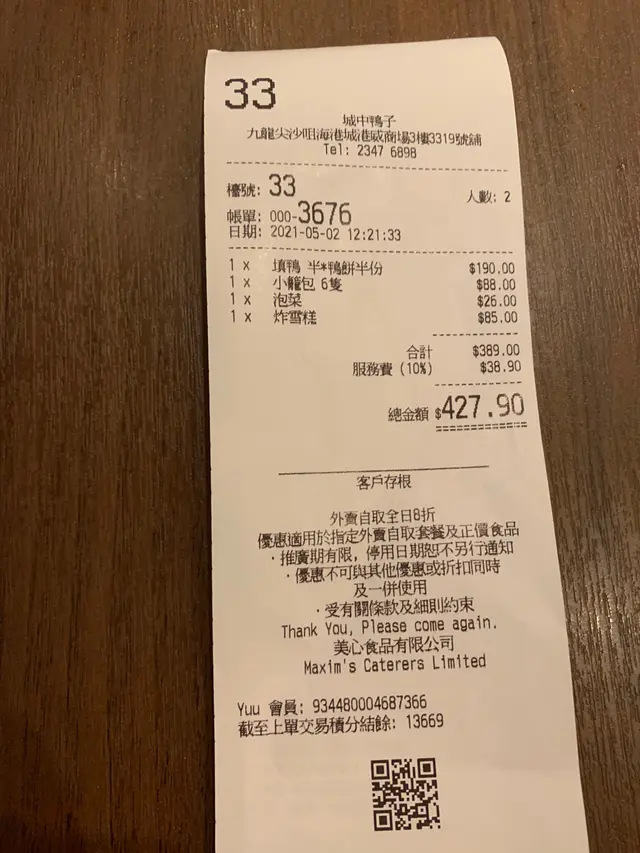 33
城中鴨子
九龍尖沙咀海港城港威商場3樓3319號舖
Tel: 2347 6898
檯號: 33 人數: 2
帳單: 000-3676
日期: 2021-05-02 12:21:33
1 x 填鴨 半*鴨餅半份 $190.00
1 x 小籠包 6隻 $88.00
1 x 泡菜 $26.00
1 x 炸雪糕 $85.00
合計 $389.00
服務費 (10%) $38.90
總金額 $427.90
客戶存根
外賣自取全日8折
優惠適用於指定外賣自取套餐及正價食品
·推廣期有限, 停用日期恕不另行通知
·優惠不可與其他優惠或折扣同時
及一併使用
·受有關條款及細則約束
Thank You, Please come again.
美心食品有限公司
Maxim's Caterers Limited
Yuu 會員: 934480004687366
截至上單交易積分結餘: 13669